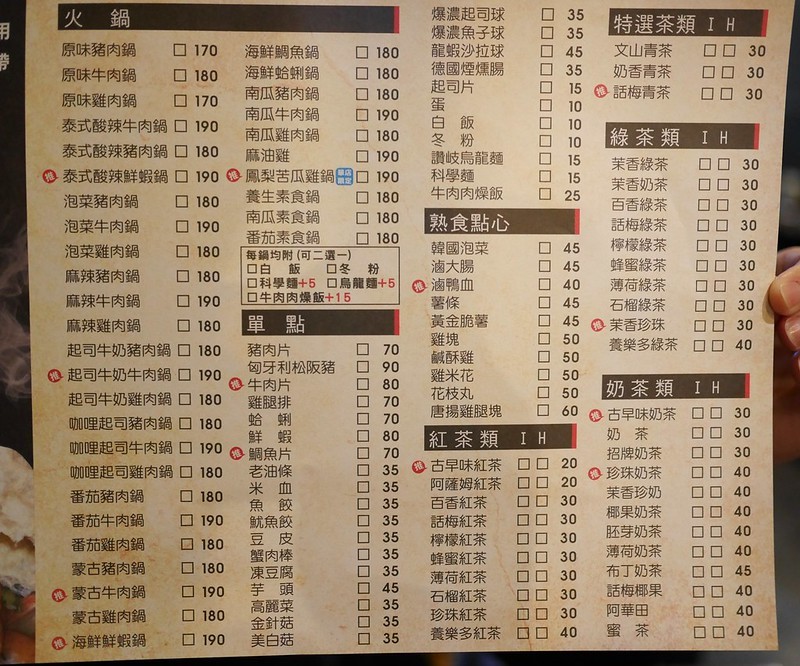 用
帶
火 鍋
原味豬肉鍋 □ 170
原味牛肉鍋 □ 180
原味雞肉鍋 □ 170
泰式酸辣牛肉鍋 □ 190
泰式酸辣豬肉鍋 □ 180
推 泰式酸辣鮮蝦鍋 □ 190
泡菜豬肉鍋 □ 180
泡菜牛肉鍋 □ 190
泡菜雞肉鍋 □ 180
麻辣豬肉鍋 □ 180
麻辣牛肉鍋 □ 190
麻辣雞肉鍋 □ 180
起司牛奶豬肉鍋 □ 180
推 起司牛奶牛肉鍋 □ 190
起司牛奶雞肉鍋 □ 180
咖哩起司豬肉鍋 □ 180
咖哩起司牛肉鍋 □ 190
咖哩起司雞肉鍋 □ 180
番茄豬肉鍋 □ 180
番茄牛肉鍋 □ 190
番茄雞肉鍋 □ 180
蒙古豬肉鍋 □ 180
推 蒙古牛肉鍋 □ 190
蒙古雞肉鍋 □ 180
推 海鮮鮮蝦鍋 □ 190
海鮮鯛魚鍋 □ 180
海鮮蛤蜊鍋 □ 180
南瓜豬肉鍋 □ 180
南瓜牛肉鍋 □ 190
南瓜雞肉鍋 □ 180
麻油雞 □ 190
推 鳳梨苦瓜雞鍋 □ 190
養生素食鍋 □ 180
南瓜素食鍋 □ 180
番茄素食鍋 □ 180
每鍋均附(可二選一)
□白 飯 □冬 粉
□科學麵+5 □烏龍麵+5
□牛肉肉燥飯+15
單 點
豬肉片 □ 70
匈牙利松阪豬 □ 90
推 牛肉片 □ 80
雞腿排 □ 70
蛤 蜊 □ 70
鮮 蝦 □ 80
推 鯛魚片 □ 70
老油條 □ 35
米 血 □ 35
魚 餃 □ 35
魷魚餃 □ 35
豆 皮 □ 35
蟹肉棒 □ 35
凍豆腐 □ 35
芋 頭 □ 45
高麗菜 □ 35
金針菇 □ 35
美白菇 □ 35
爆濃起司球 □ 35
爆濃魚子球 □ 35
龍蝦沙拉球 □ 45
德國煙燻腸 □ 35
起司片 □ 15
蛋 □ 10
白 飯 □ 10
冬 粉 □ 10
讚岐烏龍麵 □ 15
科學麵 □ 15
牛肉肉燥飯 □ 25
熟食點心
韓國泡菜 □ 45
滷大腸 □ 45
推 滷鴨血 □ 40
薯條 □ 45
黃金脆薯 □ 45
雞塊 □ 50
鹹酥雞 □ 50
雞米花 □ 50
花枝丸 □ 50
唐揚雞腿塊 □ 60
紅茶類 I H
推 古早味紅茶 □ □ 20
阿薩姆紅茶 □ □ 20
百香紅茶 □ □ 30
話梅紅茶 □ □ 30
檸檬紅茶 □ □ 30
蜂蜜紅茶 □ □ 30
薄荷紅茶 □ □ 30
石榴紅茶 □ □ 30
珍珠紅茶 □ □ 30
養樂多紅茶 □ □ 40
特選茶類 I H
文山青茶 □ □ 30
奶香青茶 □ □ 30
推 話梅青茶 □ □ 30
綠茶類 I H
茉香綠茶 □ □ 30
茉香奶茶 □ □ 30
百香綠茶 □ □ 30
話梅綠茶 □ □ 30
檸檬綠茶 □ □ 30
蜂蜜綠茶 □ □ 30
薄荷綠茶 □ □ 30
石榴綠茶 □ □ 30
推 茉香珍珠 □ □ 30
養樂多綠茶 □ □ 40
奶茶類 I H
推 古早味奶茶 □ □ 30
奶 茶 □ □ 30
招牌奶茶 □ □ 30
推 珍珠奶茶 □ □ 40
茉香珍奶 □ □ 40
椰果奶茶 □ □ 40
胚芽奶茶 □ □ 40
薄荷奶茶 □ □ 40
布丁奶茶 □ □ 45
話梅椰果 □ □ 40
阿華田 □ □ 40
蜜 茶 □ □ 30